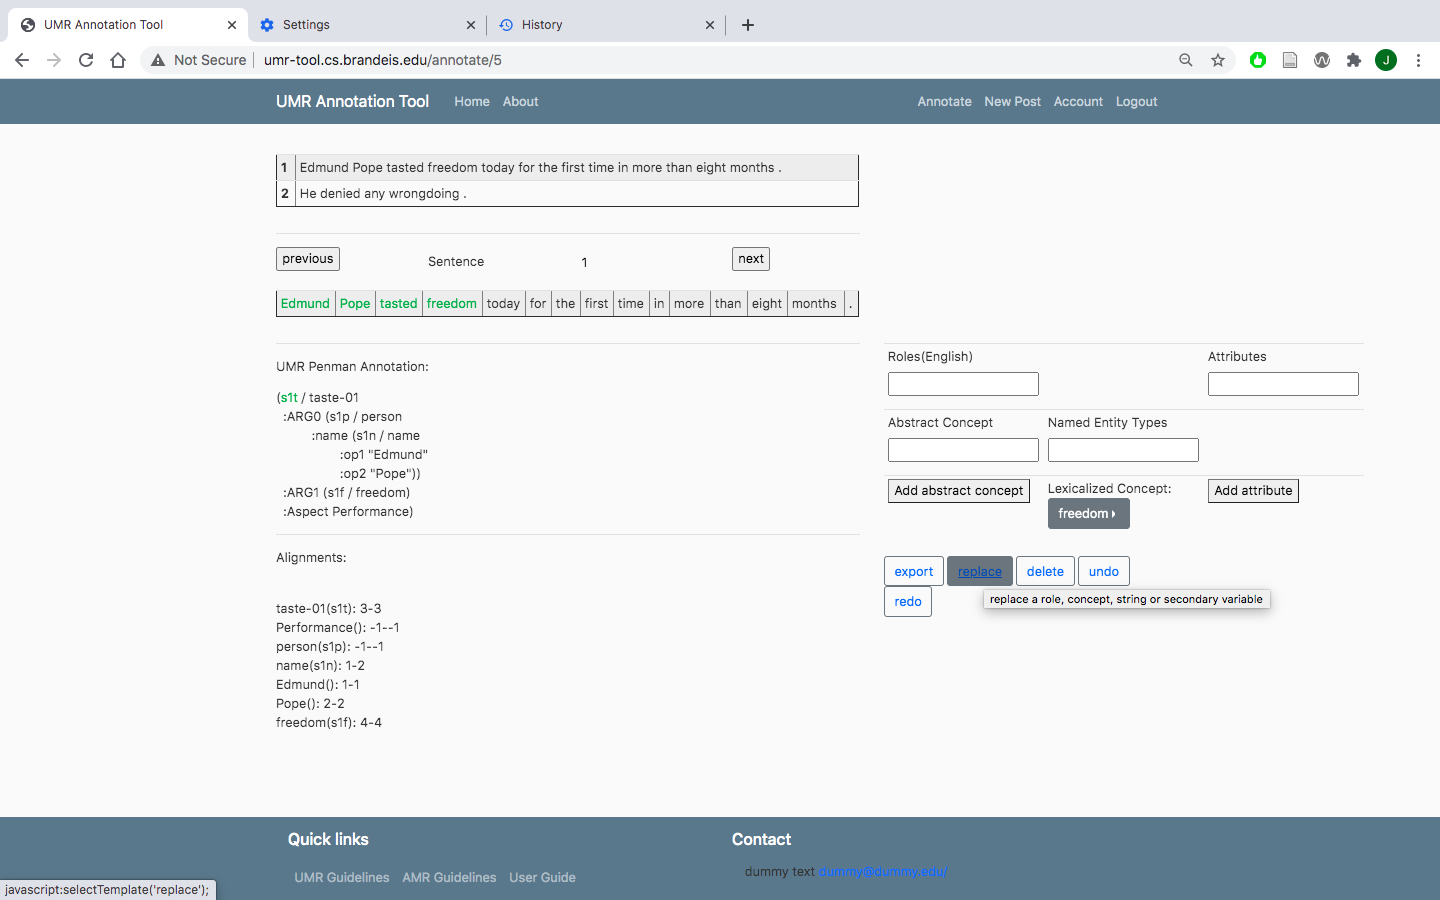 UMR Annotation Tool
Settings
History
Not Secure
umr-tool.cs.brandeis.edu/annotate/5
J
UMR Annotation Tool Home About Annotate New Post Account Logout
1 Edmund Pope tasted freedom today for the first time in more than eight months .
2 He denied any wrongdoing .
previous Sentence 1 next
Edmund Pope tasted freedom today for the first time in more than eight months .
UMR Penman Annotation:
(s1t / taste-01
:ARG0 (s1p / person
:name (s1n / name
:op1 "Edmund"
:op2 "Pope"))
:ARG1 (s1f / freedom)
:Aspect Performance)
Alignments:
taste-01(s1t): 3-3
Performance(): -1--1
person(s1p): -1--1
name(s1n): 1-2
Edmund(): 1-1
Pope(): 2-2
freedom(s1f): 4-4
Roles(English) Attributes
Abstract Concept Named Entity Types
Add abstract concept Lexicalized Concept: Add attribute
freedom
export replace delete undo
redo
replace a role, concept, string or secondary variable
Quick links
UMR Guidelines AMR Guidelines User Guide
Contact
dummy text dummy@dummy.edu/
javascript:selectTemplate('replace');